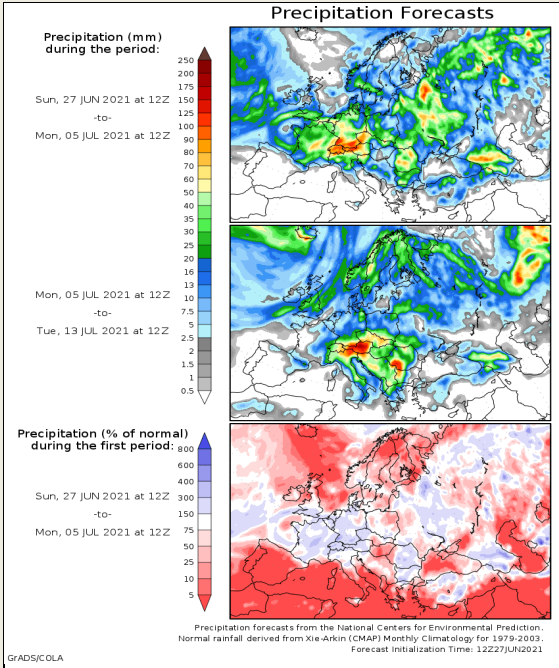 Precipitation Forecasts
Precipitation (mm)
during the period:
250
200
175
150
125
100
90
80
70
60
50
40
35
30
25
20
16
13
10
7.5
5
2.5
2
1.5
1
0.5
Sun, 27 JUN 2021 at 12Z
-to-
Mon, 05 JUL 2021 at 12Z
Mon, 05 JUL 2021 at 12Z
-to-
Tue, 13 JUL 2021 at 12Z
Precipitation (% of normal)
during the first period:
800
600
400
300
150
75
50
25
10
5
Sun, 27 JUN 2021 at 12Z
-to-
Mon, 05 JUL 2021 at 12Z
Precipitation forecasts from the National Centers for Environmental Prediction.
Normal rainfall derived from Xie-Arkin (CMAP) Monthly Climatology for 1979-2003.
Forecast Initialization Time: 12Z27JUN2021
GrADS/COLA